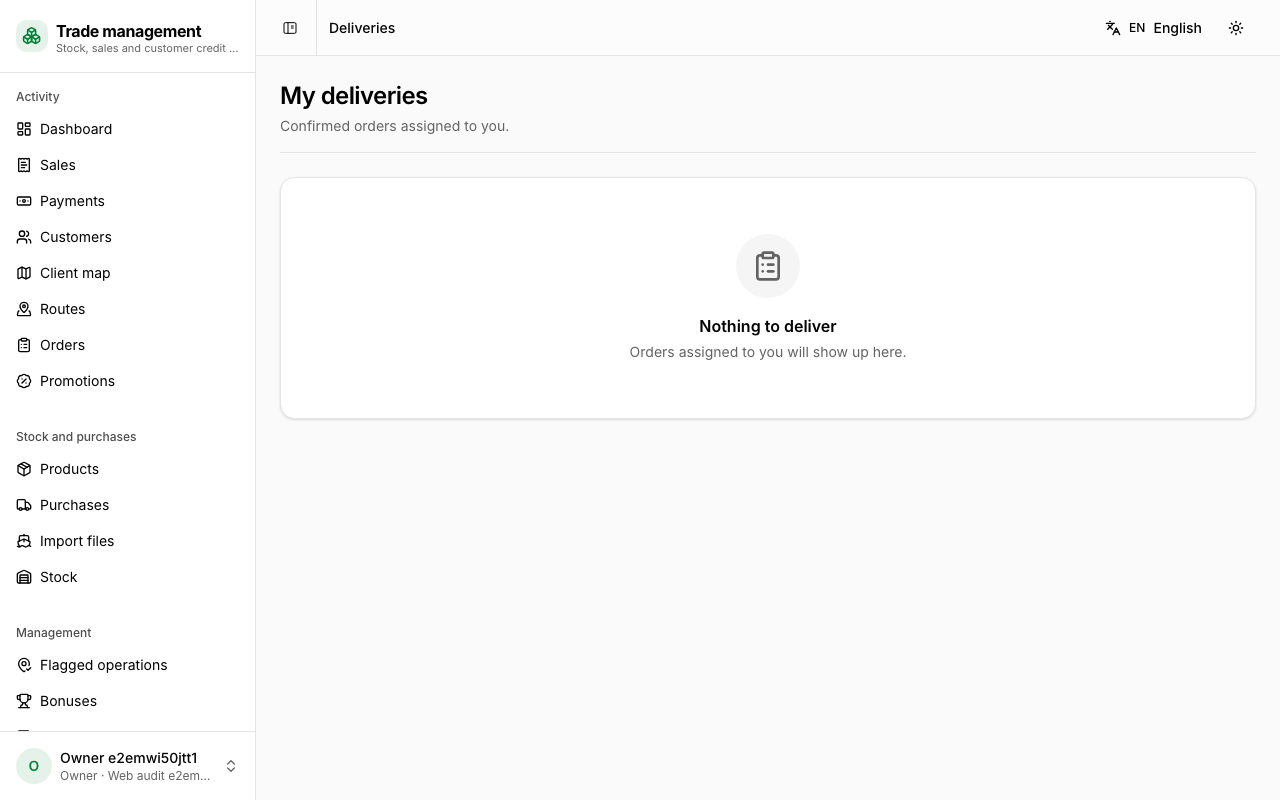 Trade management
Stock, sales and customer credit ...
Activity
Dashboard
Sales
Payments
Customers
Client map
Routes
Orders
Promotions
Stock and purchases
Products
Purchases
Import files
Stock
Management
Flagged operations
Bonuses
O
Owner e2emwi50jtt1
Owner · Web audit e2em...
Deliveries
EN English
My deliveries
Confirmed orders assigned to you.
Nothing to deliver
Orders assigned to you will show up here.